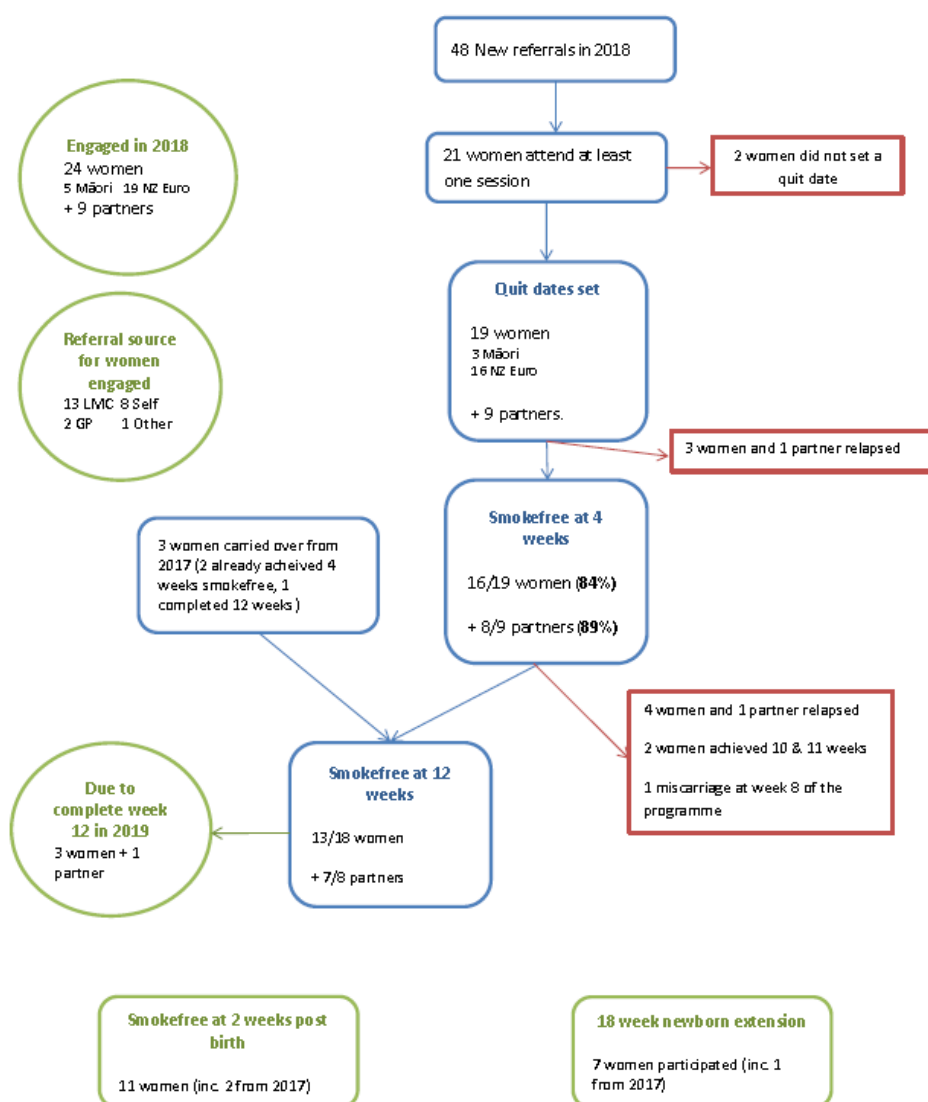 48 New referrals in 2018
Engaged in 2018
24 women
5 Māori 19 NZ Euro
+ 9 partners
21 women attend at least
one session
2 women did not set a
quit date
Quit dates set
19 women
3 Māori
16 NZ Euro
+ 9 partners.
Referral source
for women
engaged
13 LMC 8 Self
2 GP 1 Other
3 women and 1 partner relapsed
Smokefree at 4
weeks
16/19 women (84%)
+ 8/9 partners (89%)
3 women carried over from
2017 (2 already acheived 4
weeks smokefree, 1
completed 12 weeks)
4 women and 1 partner relapsed
2 women achieved 10 & 11 weeks
1 miscarriage at week 8 of the
programme
Smokefree at 12
weeks
13/18 women
+ 7/8 partners
Due to
complete week
12 in 2019
3 women + 1
partner
Smokefree at 2 weeks post
birth
11 women (inc. 2 from 2017)
18 week newborn extension
7 women participated (inc. 1
from 2017)